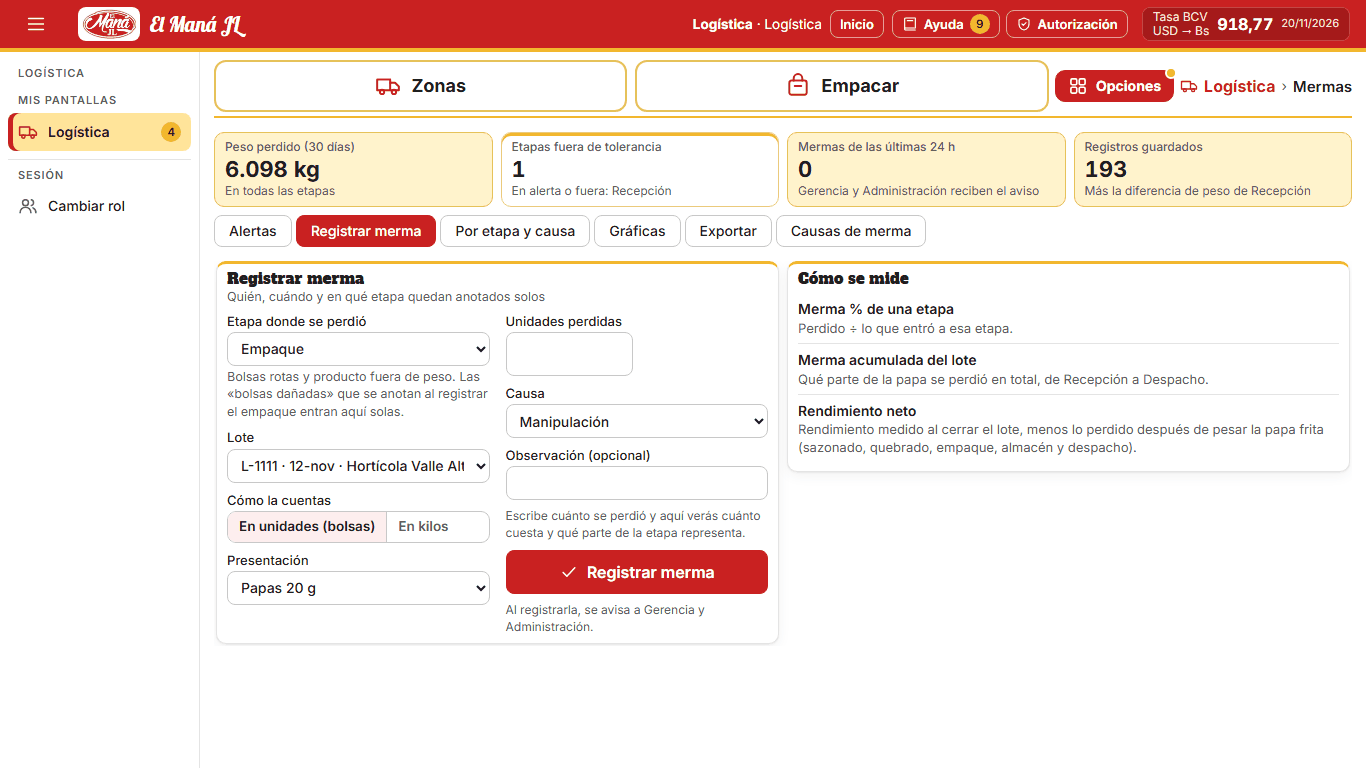 El Maná JL
Maná
JL
Logística · Logística
Inicio
Ayuda 9
Autorización
Tasa BCV
USD → Bs
918,77
20/11/2026
LOGÍSTICA
MIS PANTALLAS
Logística 4
SESIÓN
Cambiar rol
Zonas
Empacar
Opciones
Logística › Mermas
Peso perdido (30 días)
6.098 kg
En todas las etapas
Etapas fuera de tolerancia
1
En alerta o fuera: Recepción
Mermas de las últimas 24 h
0
Gerencia y Administración reciben el aviso
Registros guardados
193
Más la diferencia de peso de Recepción
Alertas
Registrar merma
Por etapa y causa
Gráficas
Exportar
Causas de merma
Registrar merma
Quién, cuándo y en qué etapa quedan anotados solos
Etapa donde se perdió
Empaque
Bolsas rotas y producto fuera de peso. Las
«bolsas dañadas» que se anotan al registrar
el empaque entran aquí solas.
Lote
L-1111 · 12-nov · Hortícola Valle Alt
Cómo la cuentas
En unidades (bolsas)
En kilos
Presentación
Papas 20 g
Unidades perdidas
Causa
Manipulación
Observación (opcional)
Escribe cuánto se perdió y aquí verás cuánto
cuesta y qué parte de la etapa representa.
Registrar merma
Al registrarla, se avisa a Gerencia y
Administración.
Cómo se mide
Merma % de una etapa
Perdido ÷ lo que entró a esa etapa.
Merma acumulada del lote
Qué parte de la papa se perdió en total, de Recepción a Despacho.
Rendimiento neto
Rendimiento medido al cerrar el lote, menos lo perdido después de pesar la papa frita
(sazonado, quebrado, empaque, almacén y despacho).